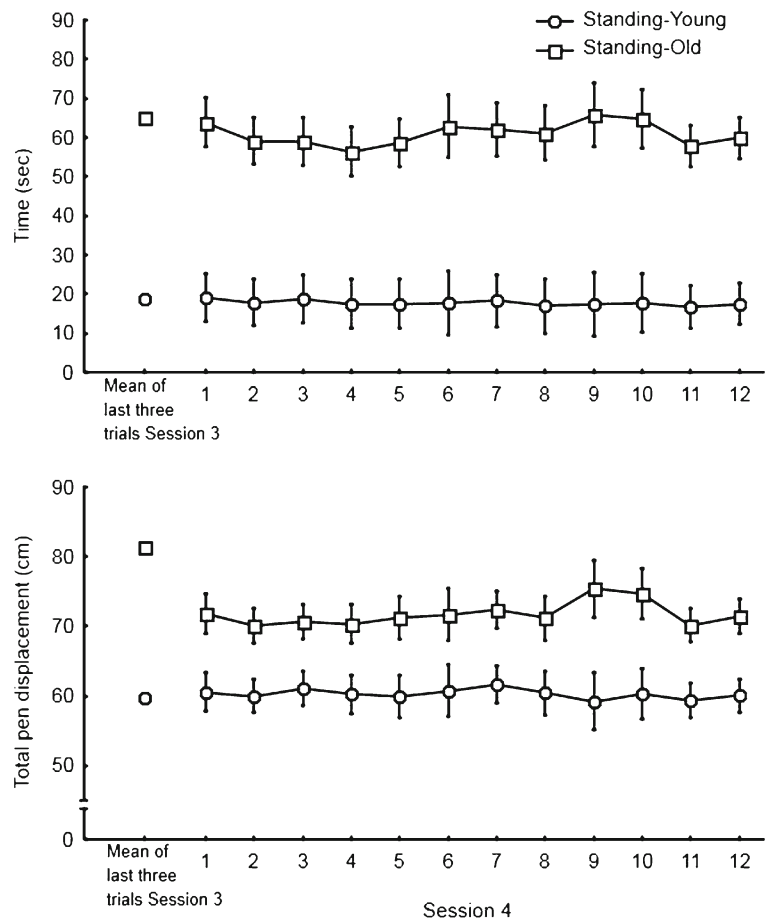 90
Standing-Young
Standing-Old
80
70
60
50
40
30
20
10
0
Time (sec)
Mean of
last three
trials Session 3
1 2 3 4 5 6 7 8 9 10 11 12
90
80
70
60
50
0
Total pen displacement (cm)
Mean of
last three
trials Session 3
1 2 3 4 5 6 7 8 9 10 11 12
Session 4